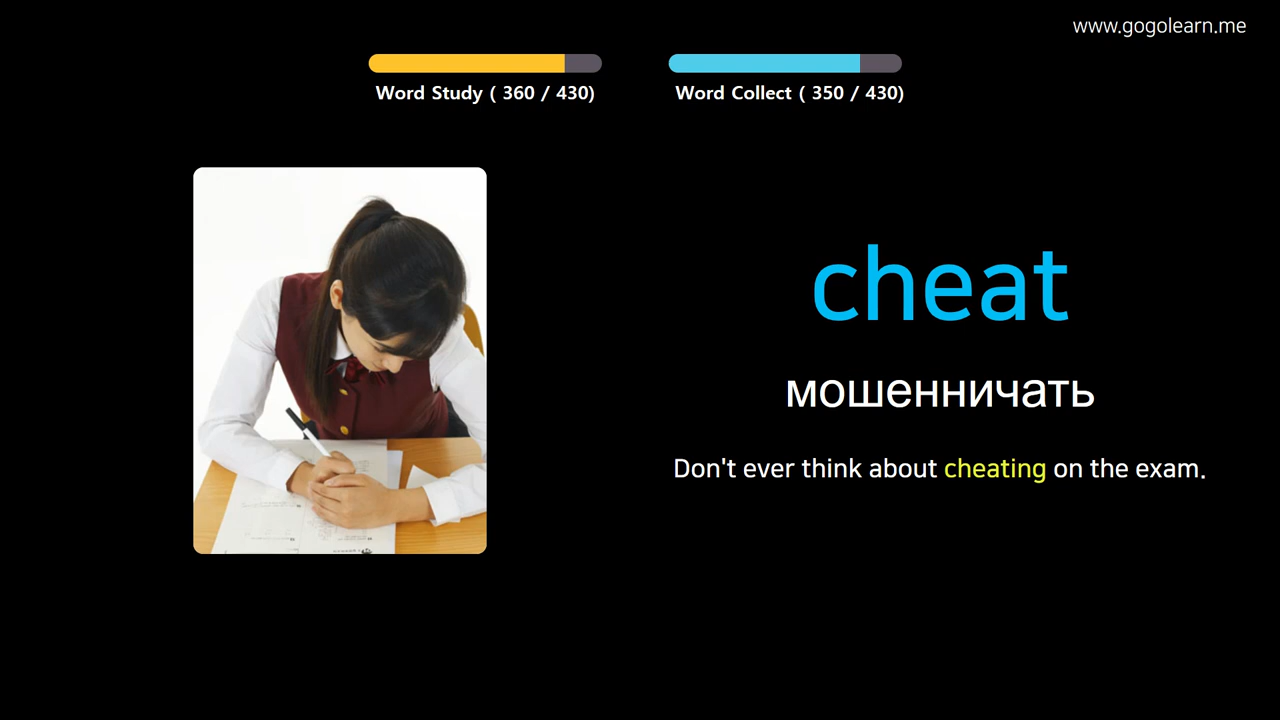 www.gogolearn.me
Word Study ( 360 / 430)
Word Collect ( 350 / 430)
cheat
мошенничать
Don't ever think about cheating on the exam.